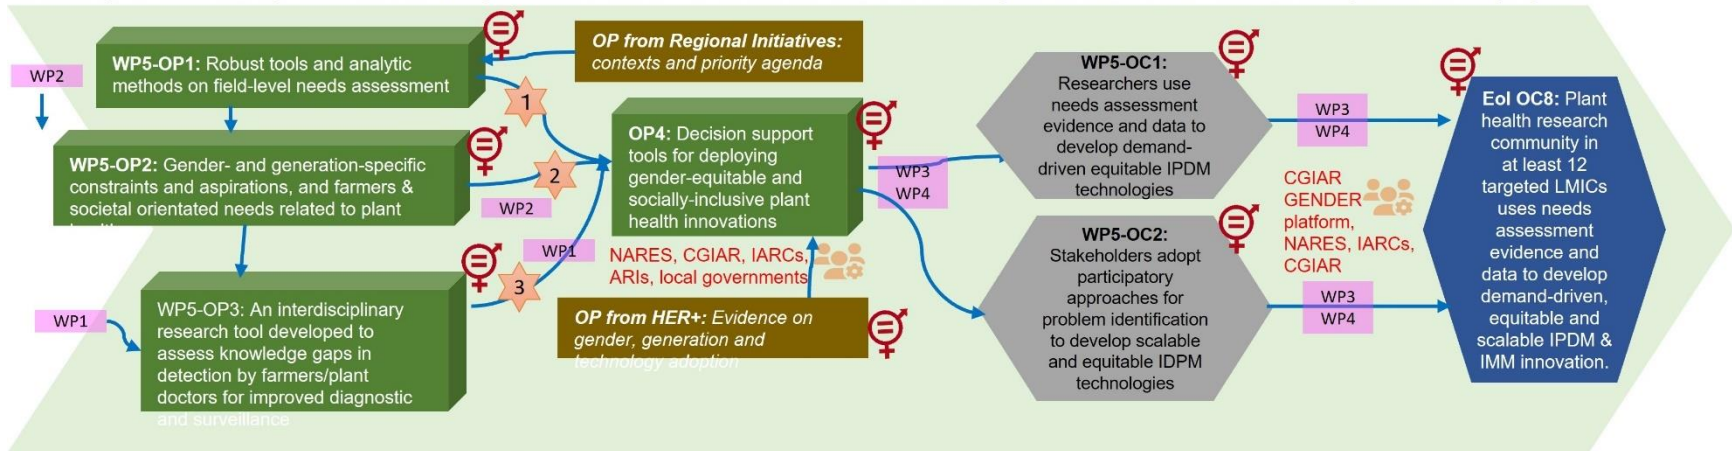 WP2
WP5-OP1: Robust tools and analytic
methods on field-level needs assessment
WP5-OP2: Gender- and generation-specific
constraints and aspirations, and farmers &
societal orientated needs related to plant
WP1
WP5-OP3: An interdisciplinary
research tool developed to
assess knowledge gaps in
detection by farmers/plant
doctors for improved diagnostic
and surveillance
1
2
3
WP2
WP1
OP from Regional Initiatives:
contexts and priority agenda
OP4: Decision support
tools for deploying
gender-equitable and
socially-inclusive plant
health innovations
NARES, CGIAR, IARCs,
ARIs, local governments
OP from HER+: Evidence on
gender, generation and
technology adoption
WP3
WP4
WP5-OC1:
Researchers use
needs assessment
evidence and data to
develop demand-
driven equitable IPDM
technologies
WP5-OC2:
Stakeholders adopt
participatory
approaches for
problem identification
to develop scalable
and equitable IDPM
technologies
WP3
WP4
CGIAR
GENDER
platform,
NARES, IARCs,
CGIAR
WP3
WP4
EoI OC8: Plant
health research
community in
at least 12
targeted LMICs
uses needs
assessment
evidence and
data to develop
demand-driven,
equitable and
scalable IPDM &
IMM innovation.